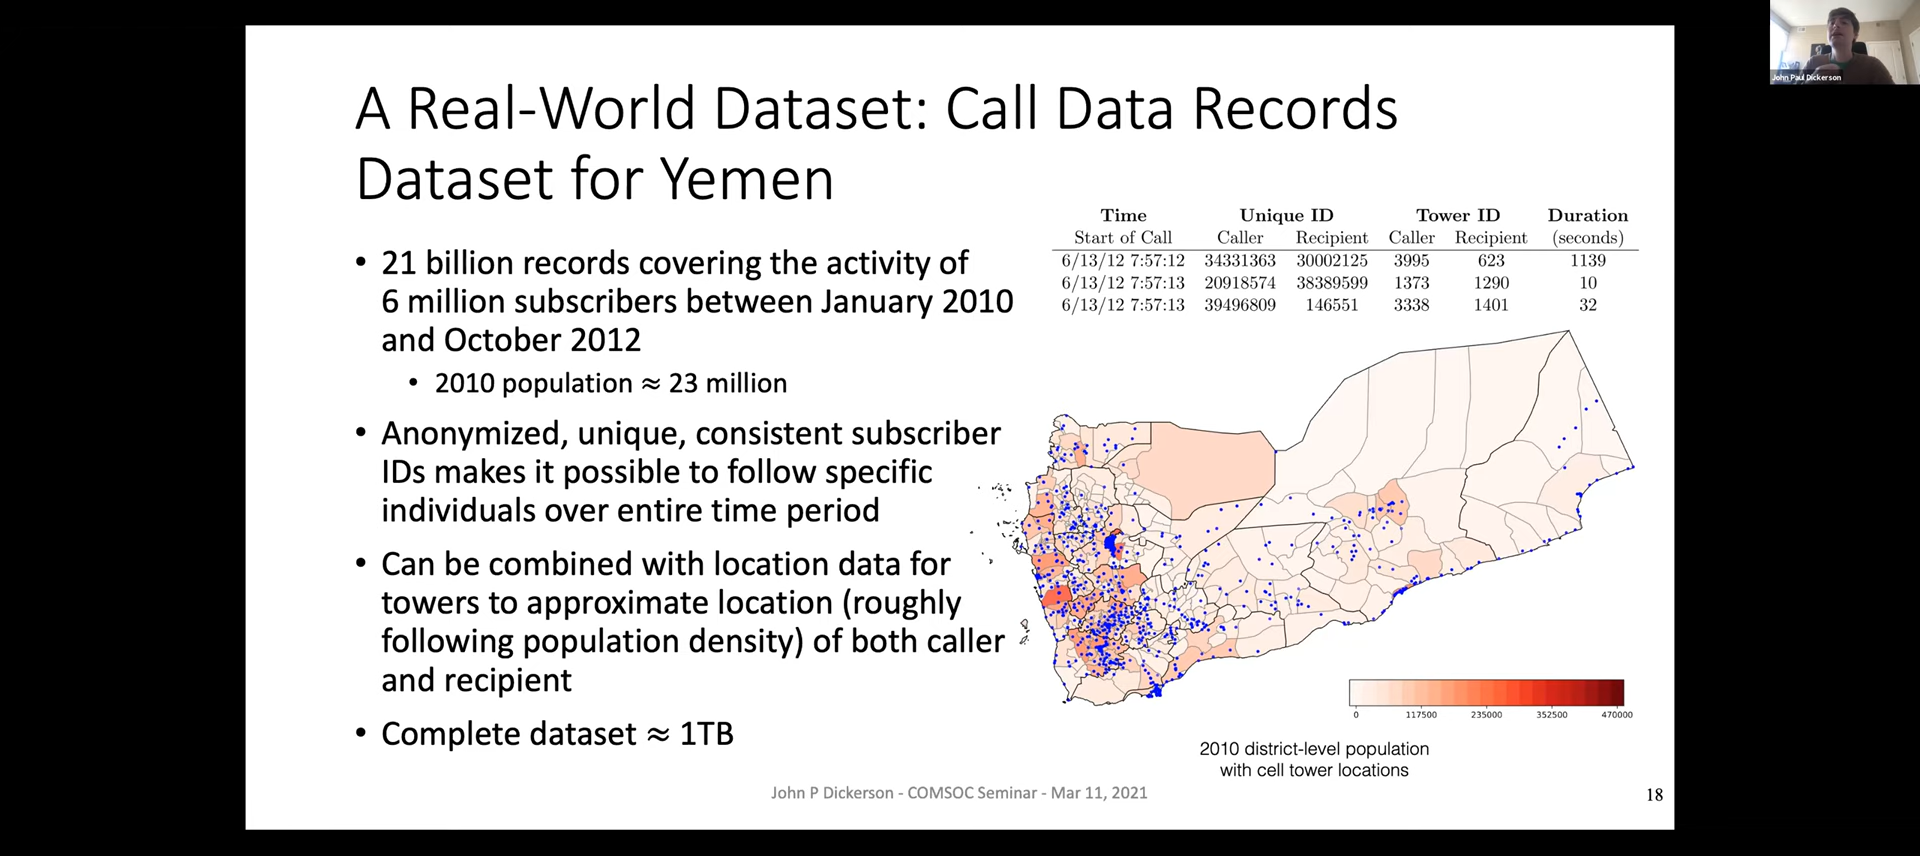 A Real-World Dataset: Call Data Records
Dataset for Yemen
• 21 billion records covering the activity of
6 million subscribers between January 2010
and October 2012
• 2010 population ≈ 23 million
• Anonymized, unique, consistent subscriber
IDs makes it possible to follow specific
individuals over entire time period
• Can be combined with location data for
towers to approximate location (roughly
following population density) of both caller
and recipient
• Complete dataset ≈ 1TB
Time Unique ID Tower ID Duration
Start of Call Caller Recipient Caller Recipient (seconds)
6/13/12 7:57:12 34331363 30002125 3995 623 1139
6/13/12 7:57:13 20918574 38389599 1373 1290 10
6/13/12 7:57:13 39496809 146551 3338 1401 32
0 117500 235000 352500 470000
2010 district-level population
with cell tower locations
John P Dickerson - COMSOC Seminar - Mar 11, 2021
18
John Paul Dickerson